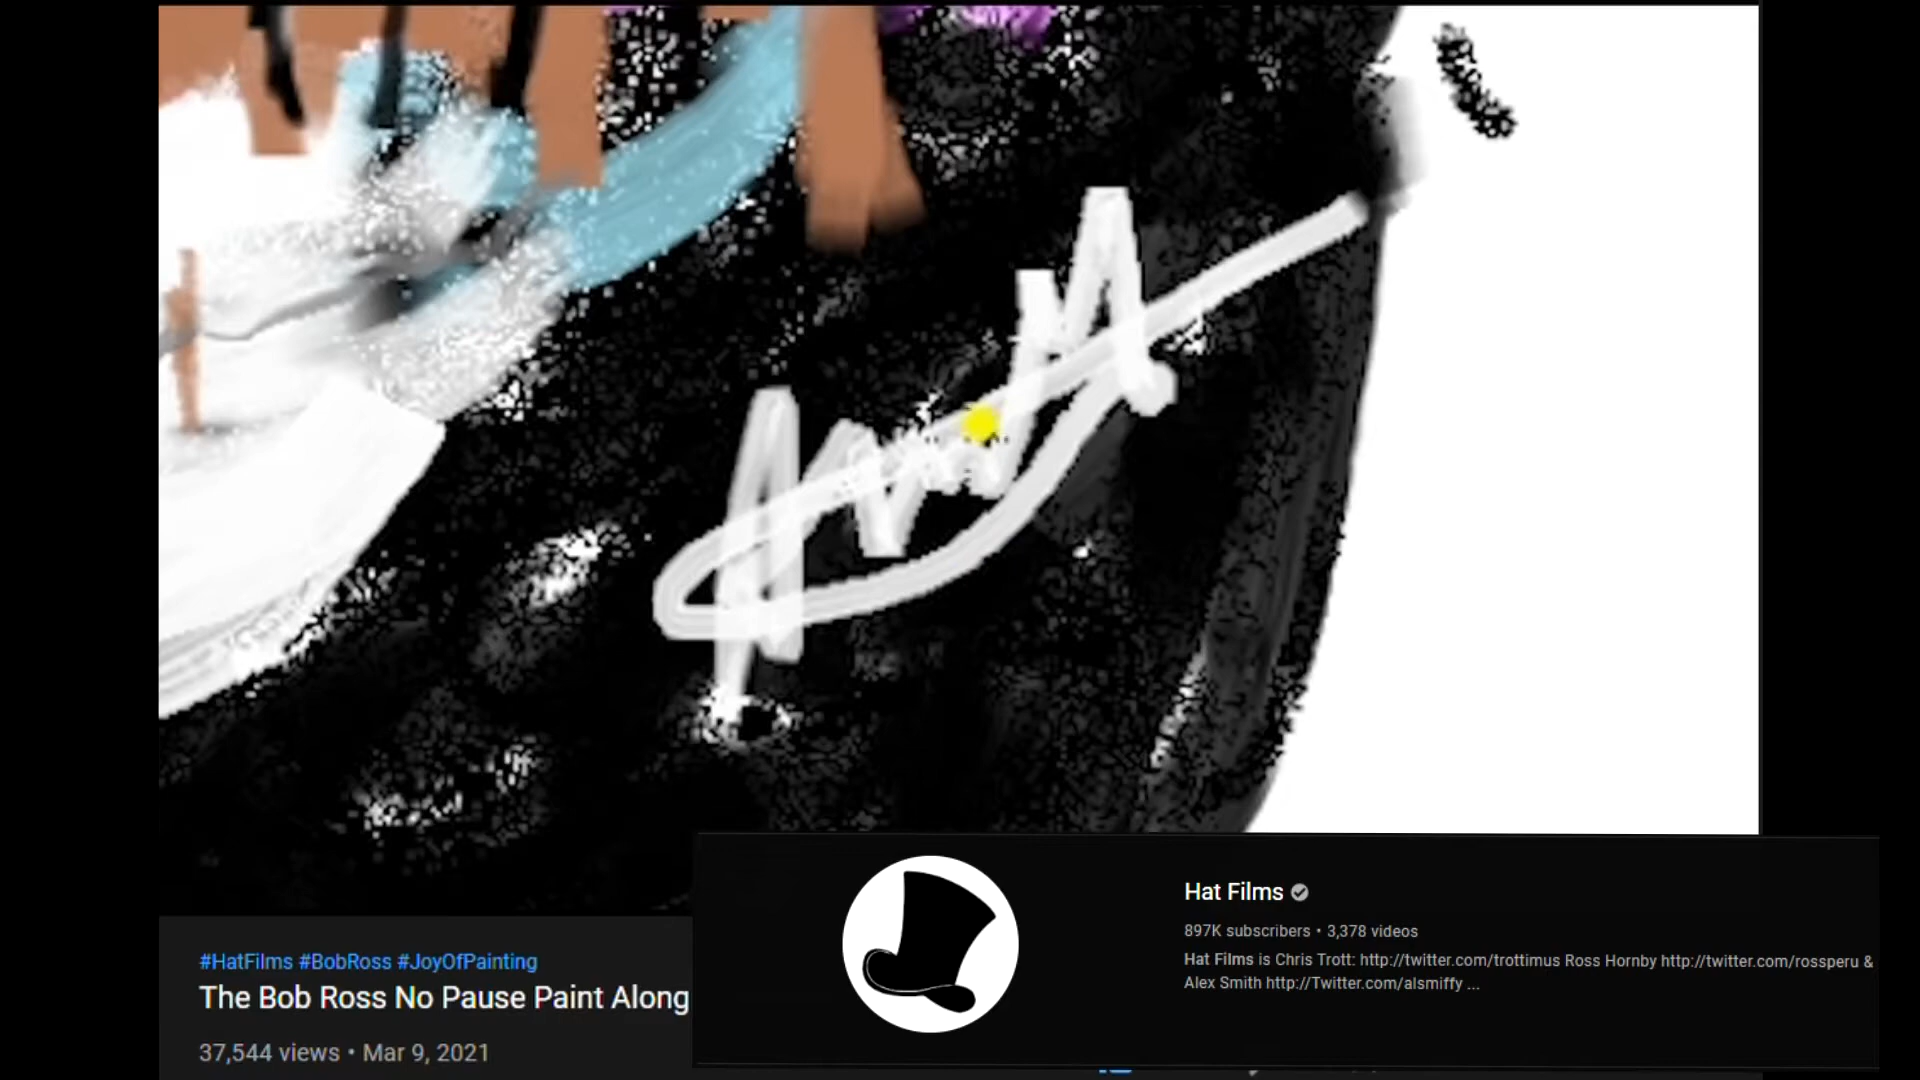 #HatFilms #BobRoss #JoyOfPainting
The Bob Ross No Pause Paint Along
37,544 views • Mar 9, 2021
Hat Films
897K subscribers • 3,378 videos
Hat Films is Chris Trott: http://twitter.com/trottimus Ross Hornby http://twitter.com/rossperu &
Alex Smith http://Twitter.com/alsmiffy ...